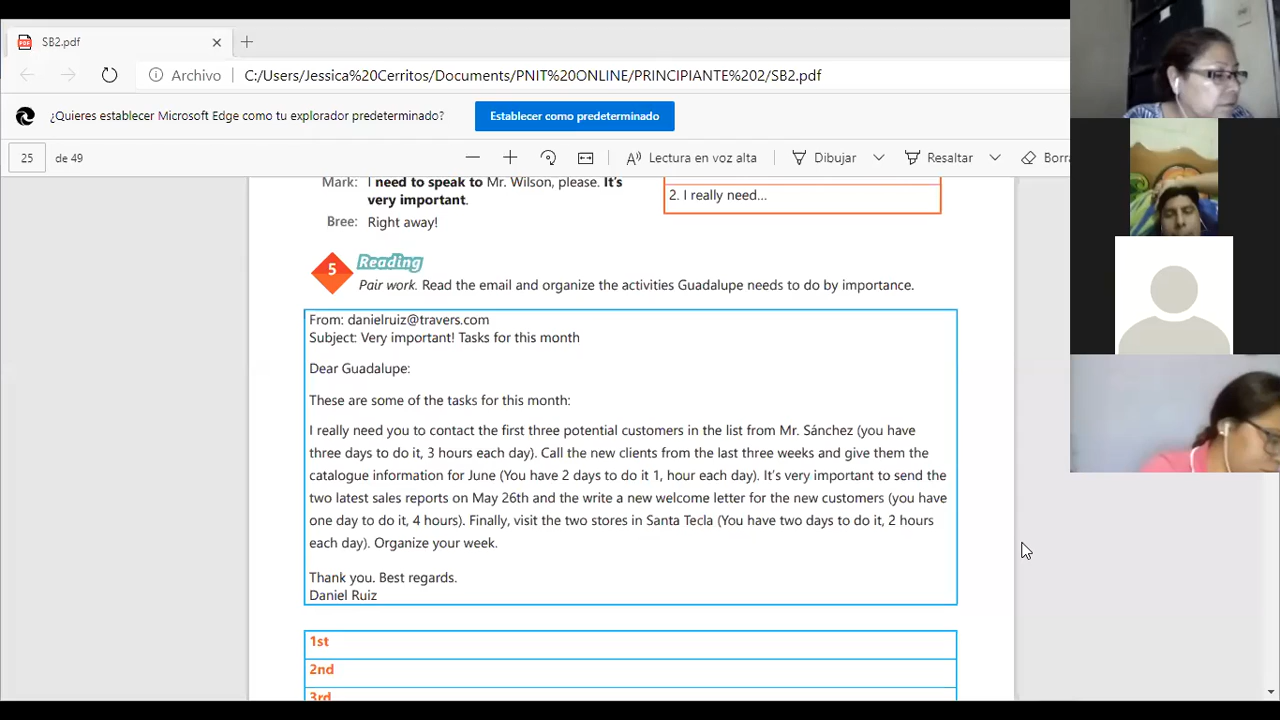 SB2.pdf
Archivo C:/Users/Jessica%20Cerritos/Documents/PNIT%20ONLINE/PRINCIPIANTE%202/SB2.pdf
¿Quieres establecer Microsoft Edge como tu explorador predeterminado? Establecer como predeterminado
25 de 49 Lectura en voz alta Dibujar Resaltar Borra
Mark: I need to speak to Mr. Wilson, please. It's
very important.
Bree: Right away!
2. I really need...
5 Reading
Pair work. Read the email and organize the activities Guadalupe needs to do by importance.
From: danielruiz@travers.com
Subject: Very important! Tasks for this month
Dear Guadalupe:
These are some of the tasks for this month:
I really need you to contact the first three potential customers in the list from Mr. Sánchez (you have
three days to do it, 3 hours each day). Call the new clients from the last three weeks and give them the
catalogue information for June (You have 2 days to do it 1, hour each day). It's very important to send the
two latest sales reports on May 26th and the write a new welcome letter for the new customers (you have
one day to do it, 4 hours). Finally, visit the two stores in Santa Tecla (You have two days to do it, 2 hours
each day). Organize your week.
Thank you. Best regards.
Daniel Ruiz
1st
2nd
3rd